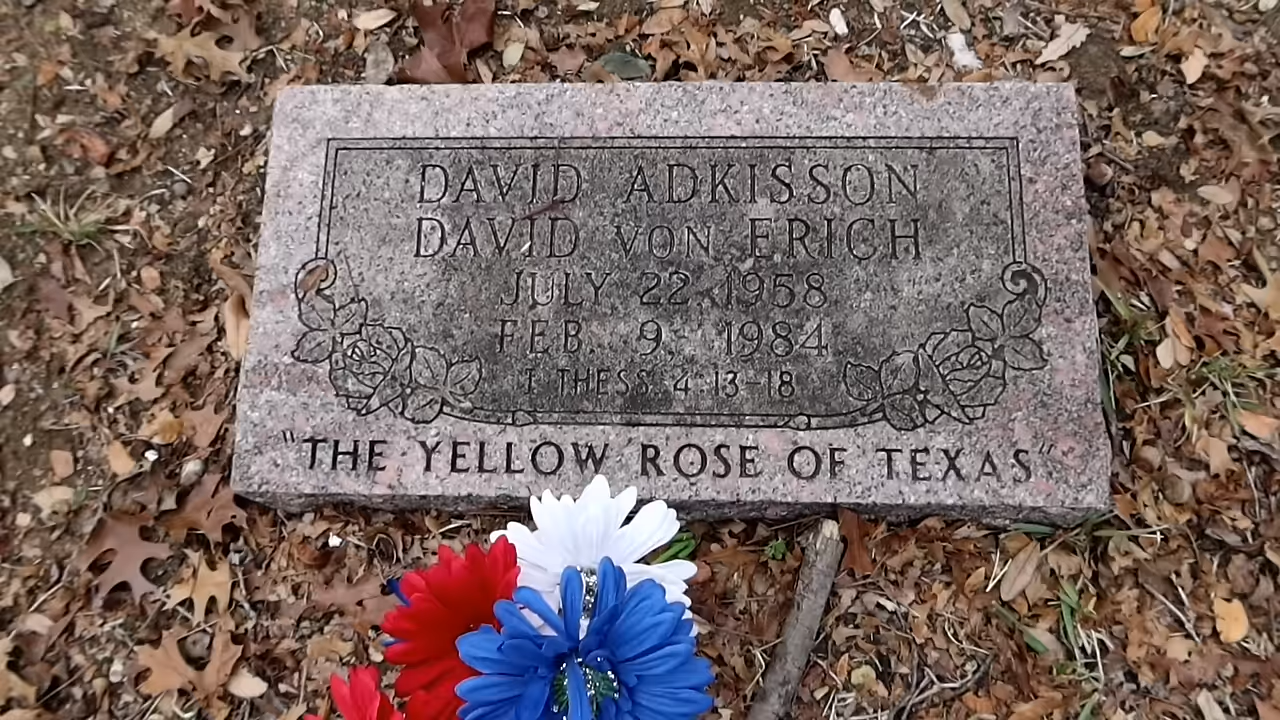 DAVID ADKISSON
DAVID VON ERICH
JULY 22, 1958
FEB. 9, 1984
I THESS. 4:13-18
"THE YELLOW ROSE OF TEXAS"